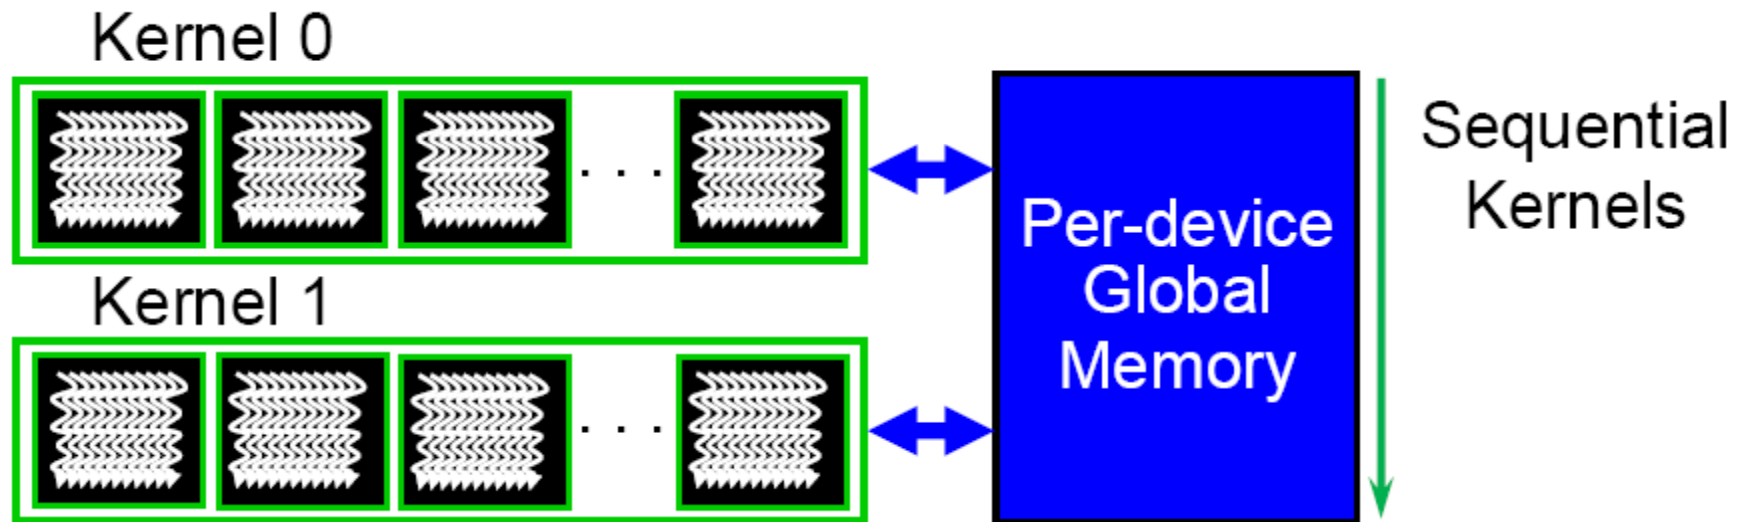 Kernel 0
. . .
Per-device
Global
Memory
Sequential
Kernels
Kernel 1
. . .